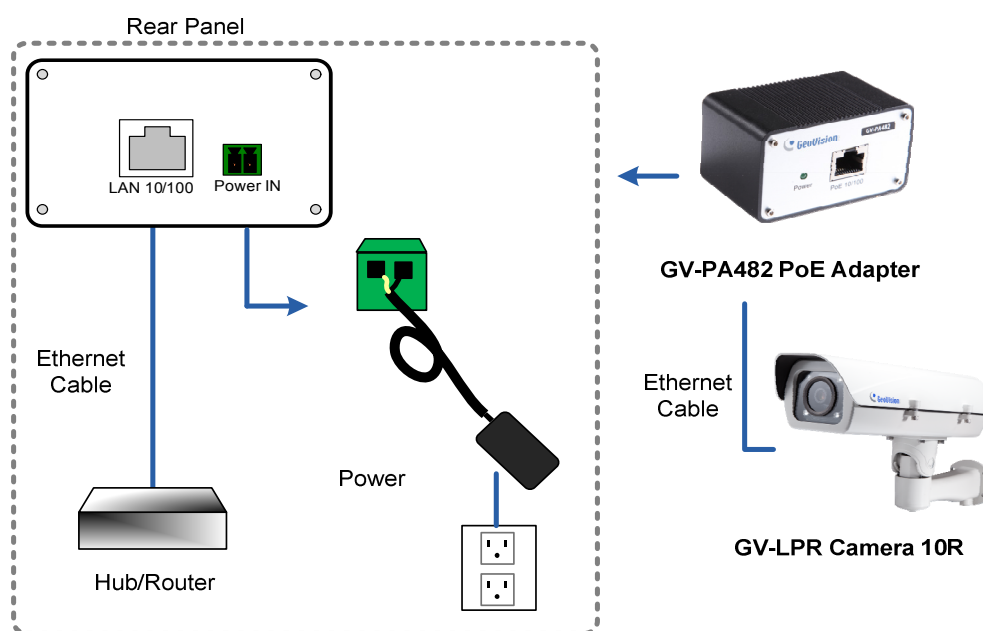 Rear Panel
LAN 10/100
Power IN
GeoVision
GV-PA482
Power
PoE 10/100
GV-PA482 PoE Adapter
Ethernet
Cable
Ethernet
Cable
GeoVision
Power
Hub/Router
GV-LPR Camera 10R